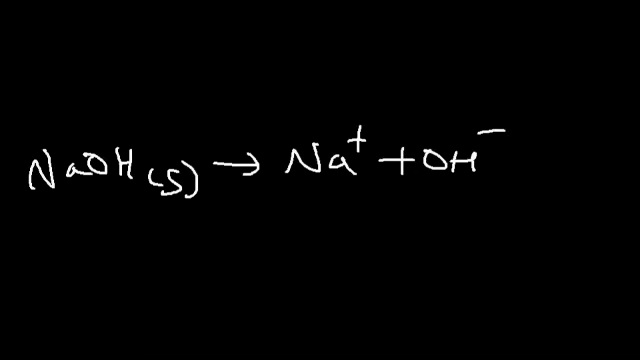 NaOH(s) → Na⁺ + OH⁻